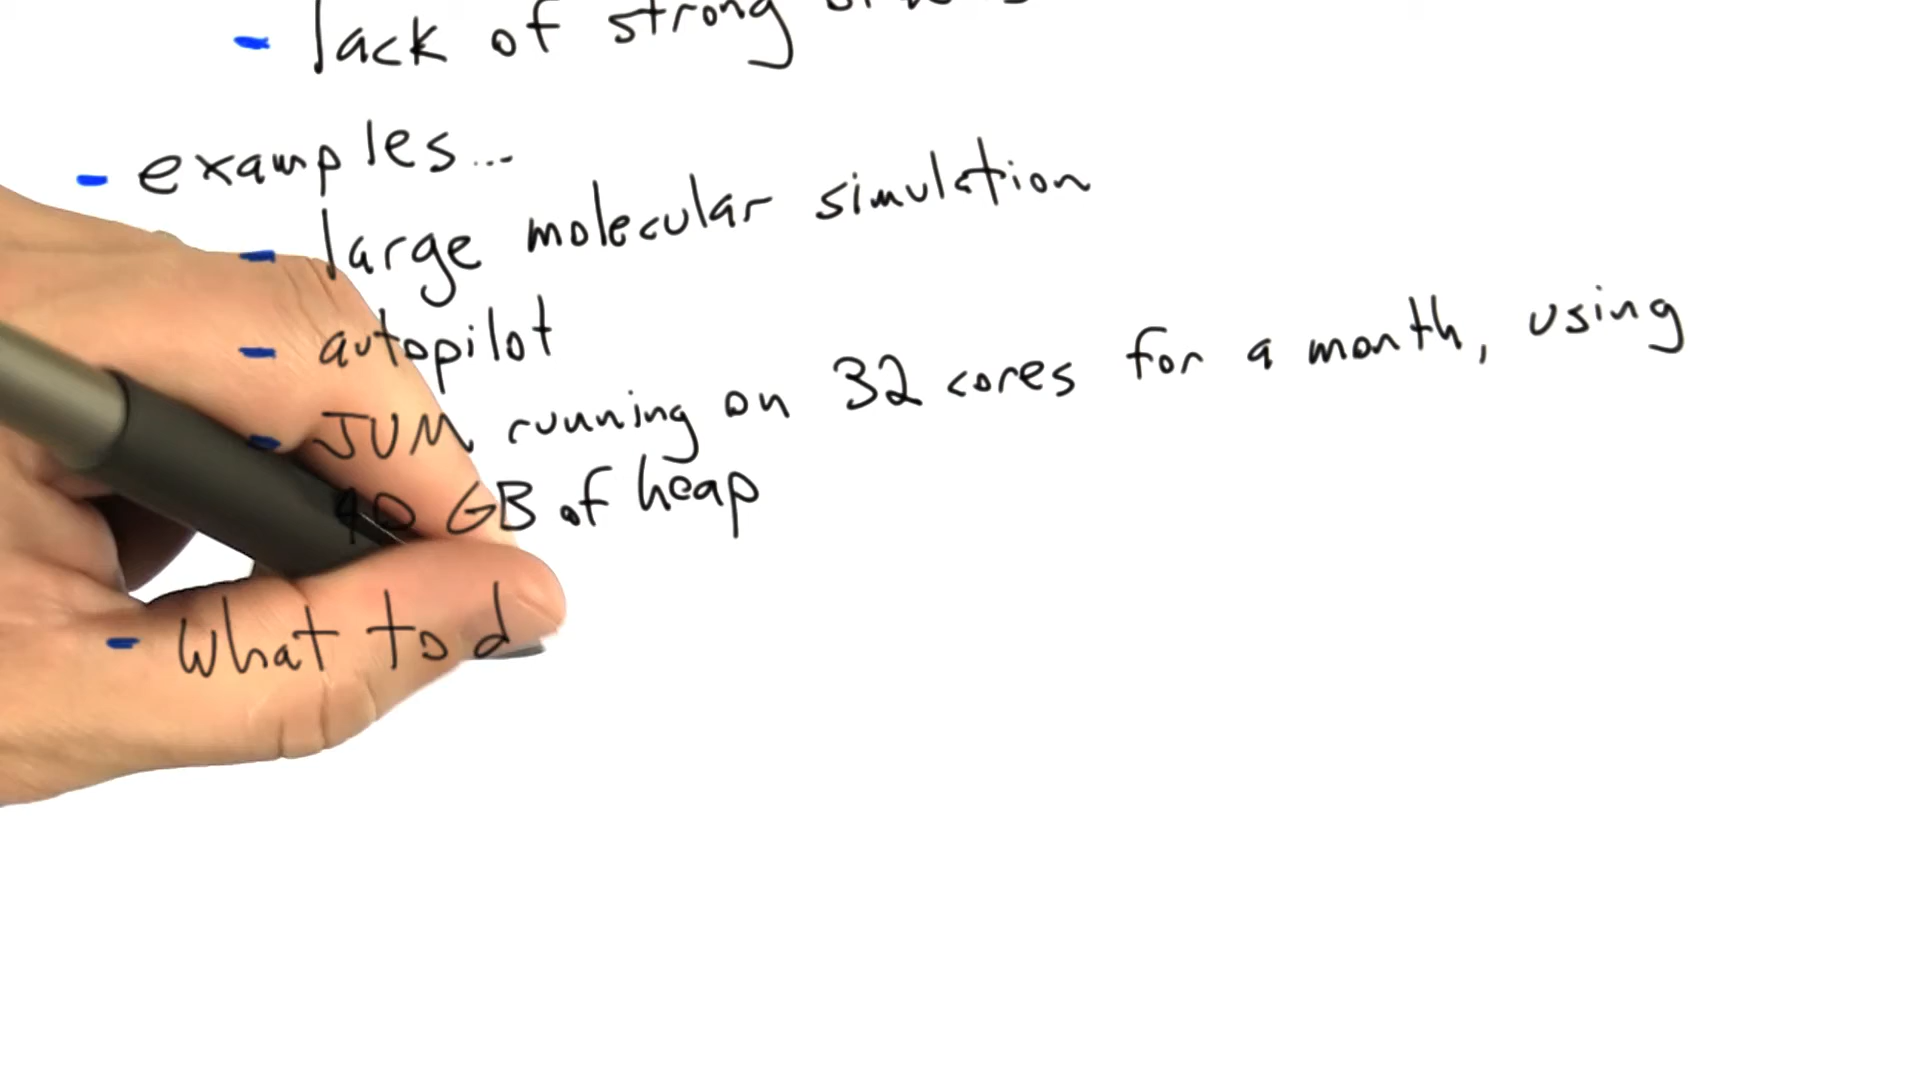 - lack of strong
- examples...
- large molecular simulation
- autopilot
- JVM running on 32 cores for a month, using
90 GB of heap
- What to d